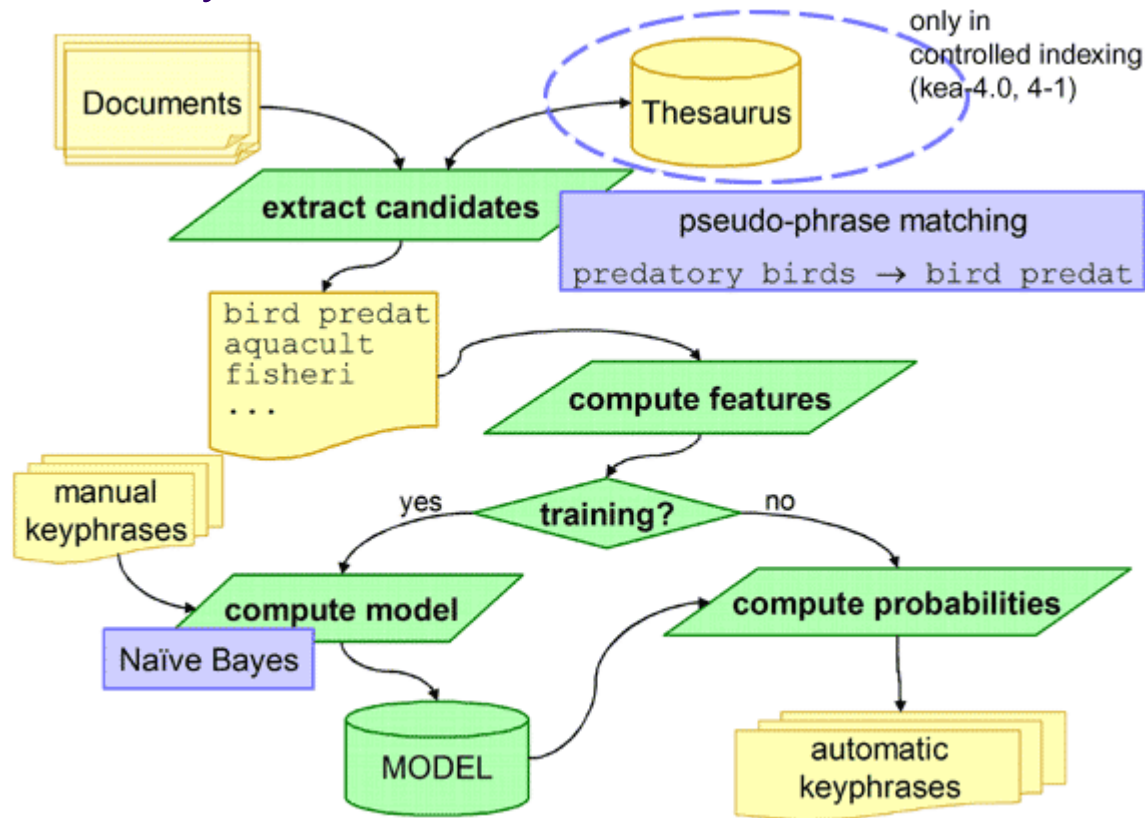 only in
controlled indexing
(kea-4.0, 4-1)
Documents
Thesaurus
extract candidates
pseudo-phrase matching
predatory birds → bird predat
bird predat
aquacult
fisheri
...
compute features
manual
keyphrases
yes
training?
no
compute model
compute probabilities
Naïve Bayes
MODEL
automatic
keyphrases